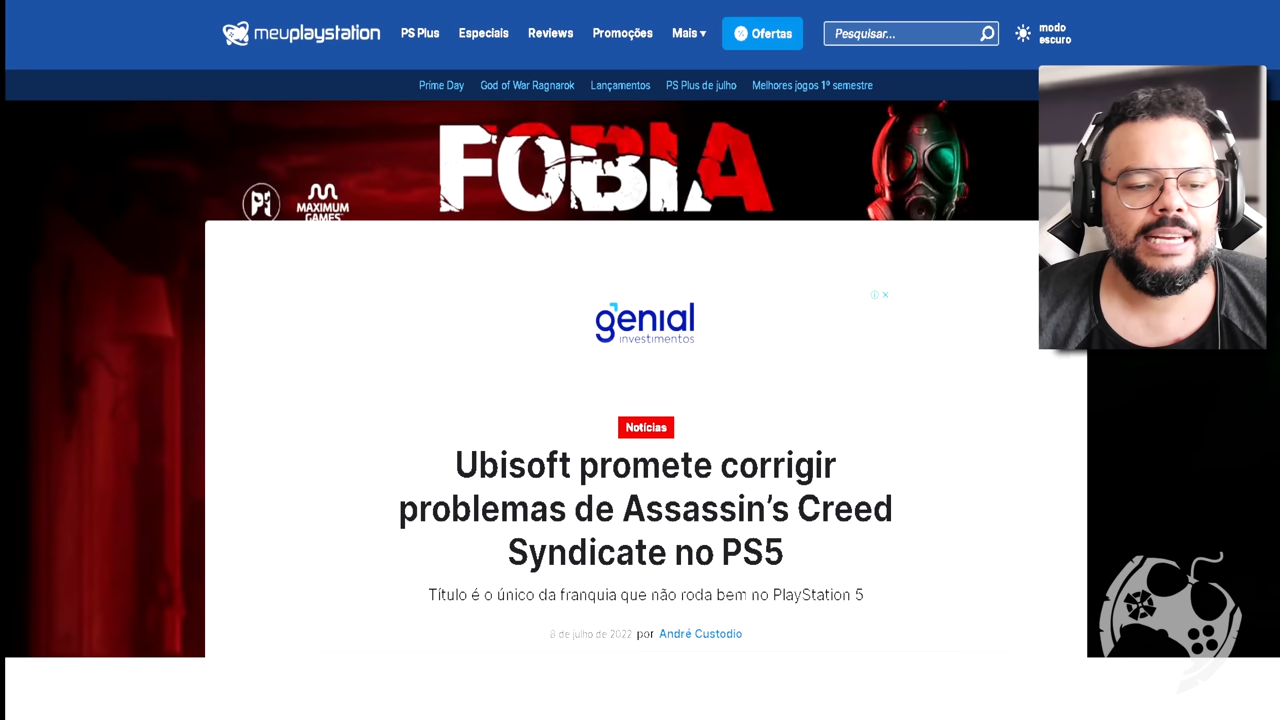 meuplaystation PS Plus Especiais Reviews Promoções Mais ▾ Ofertas Pesquisar... modo escuro
Prime Day God of War Ragnarok Lançamentos PS Plus de julho Melhores jogos 1º semestre
FOBIA
MAXIMUM
GAMES
genial
investimentos
Notícias
Ubisoft promete corrigir
problemas de Assassin's Creed
Syndicate no PS5
Título é o único da franquia que não roda bem no PlayStation 5
8 de julho de 2022 por André Custodio